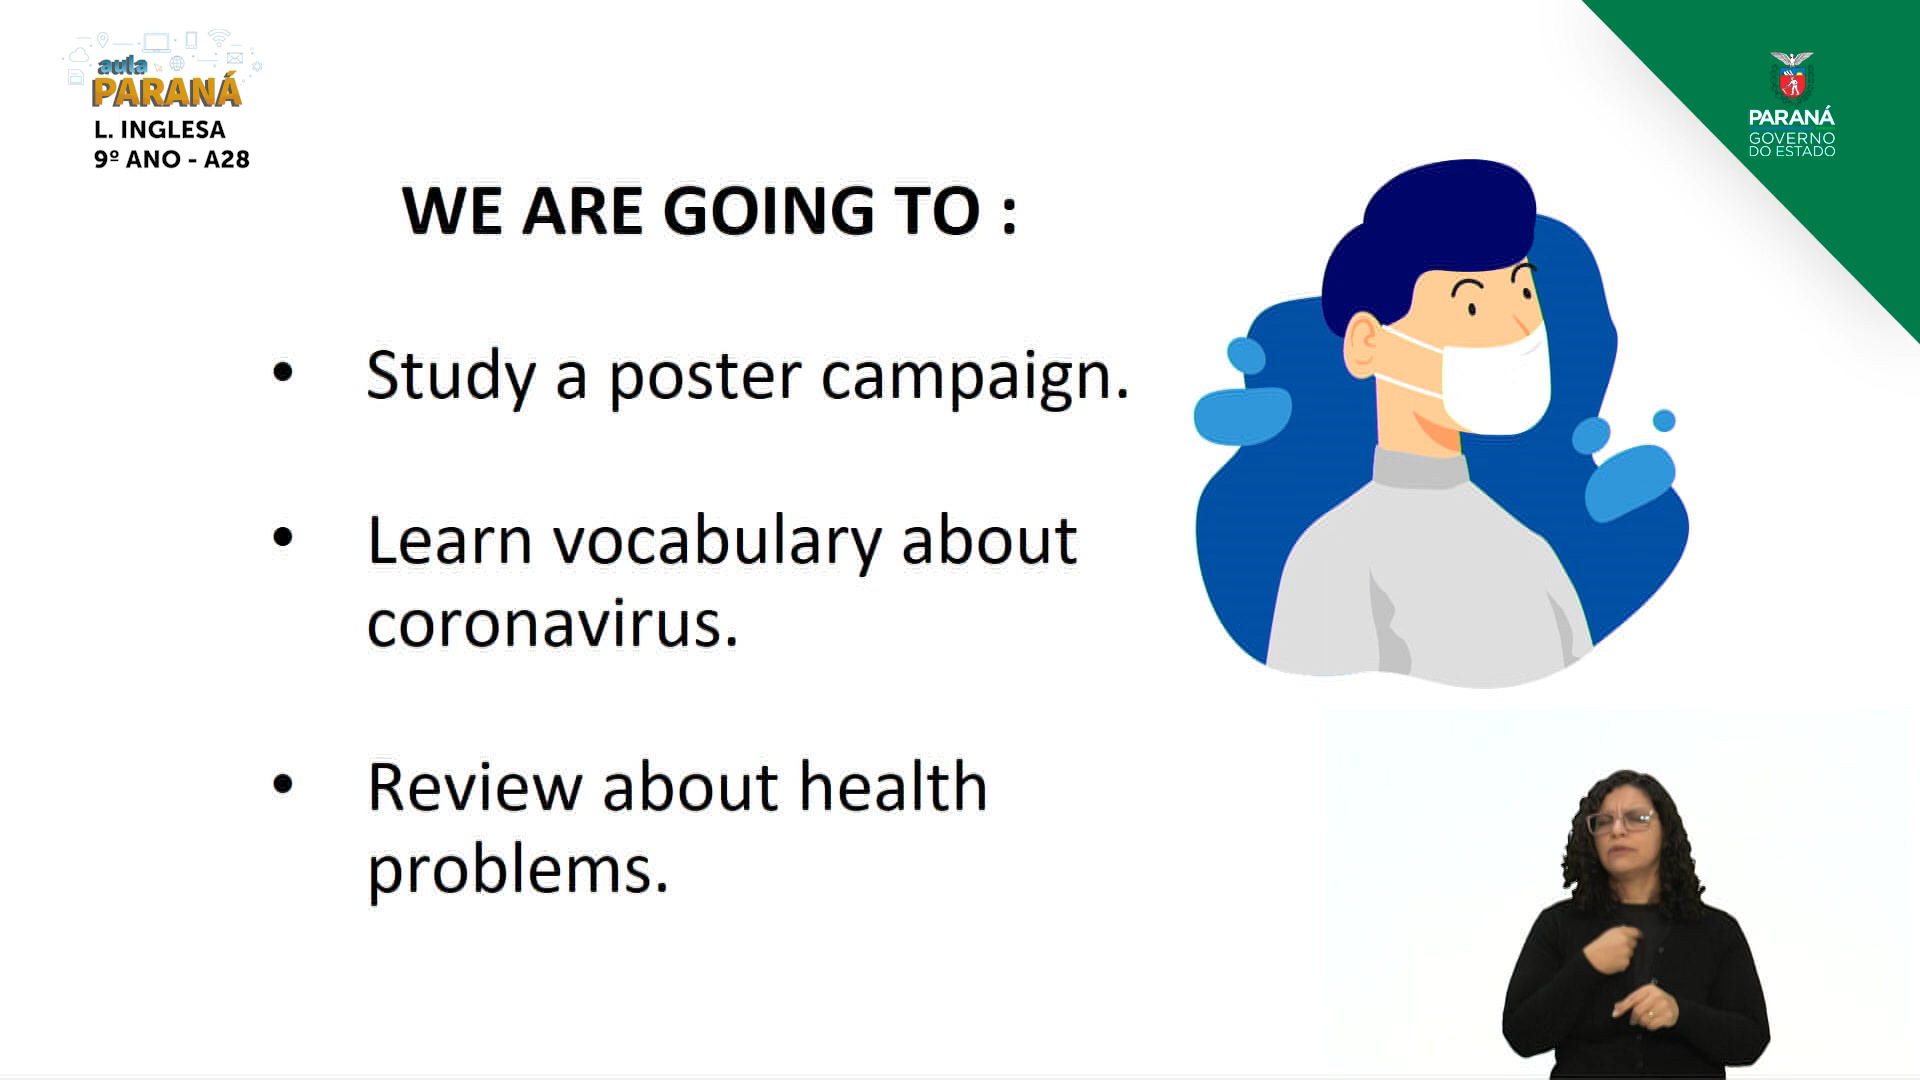 aula
PARANÁ
L. INGLESA
9º ANO - A28
PARANÁ
GOVERNO
DO ESTADO
WE ARE GOING TO :
• Study a poster campaign.
• Learn vocabulary about
coronavirus.
• Review about health
problems.